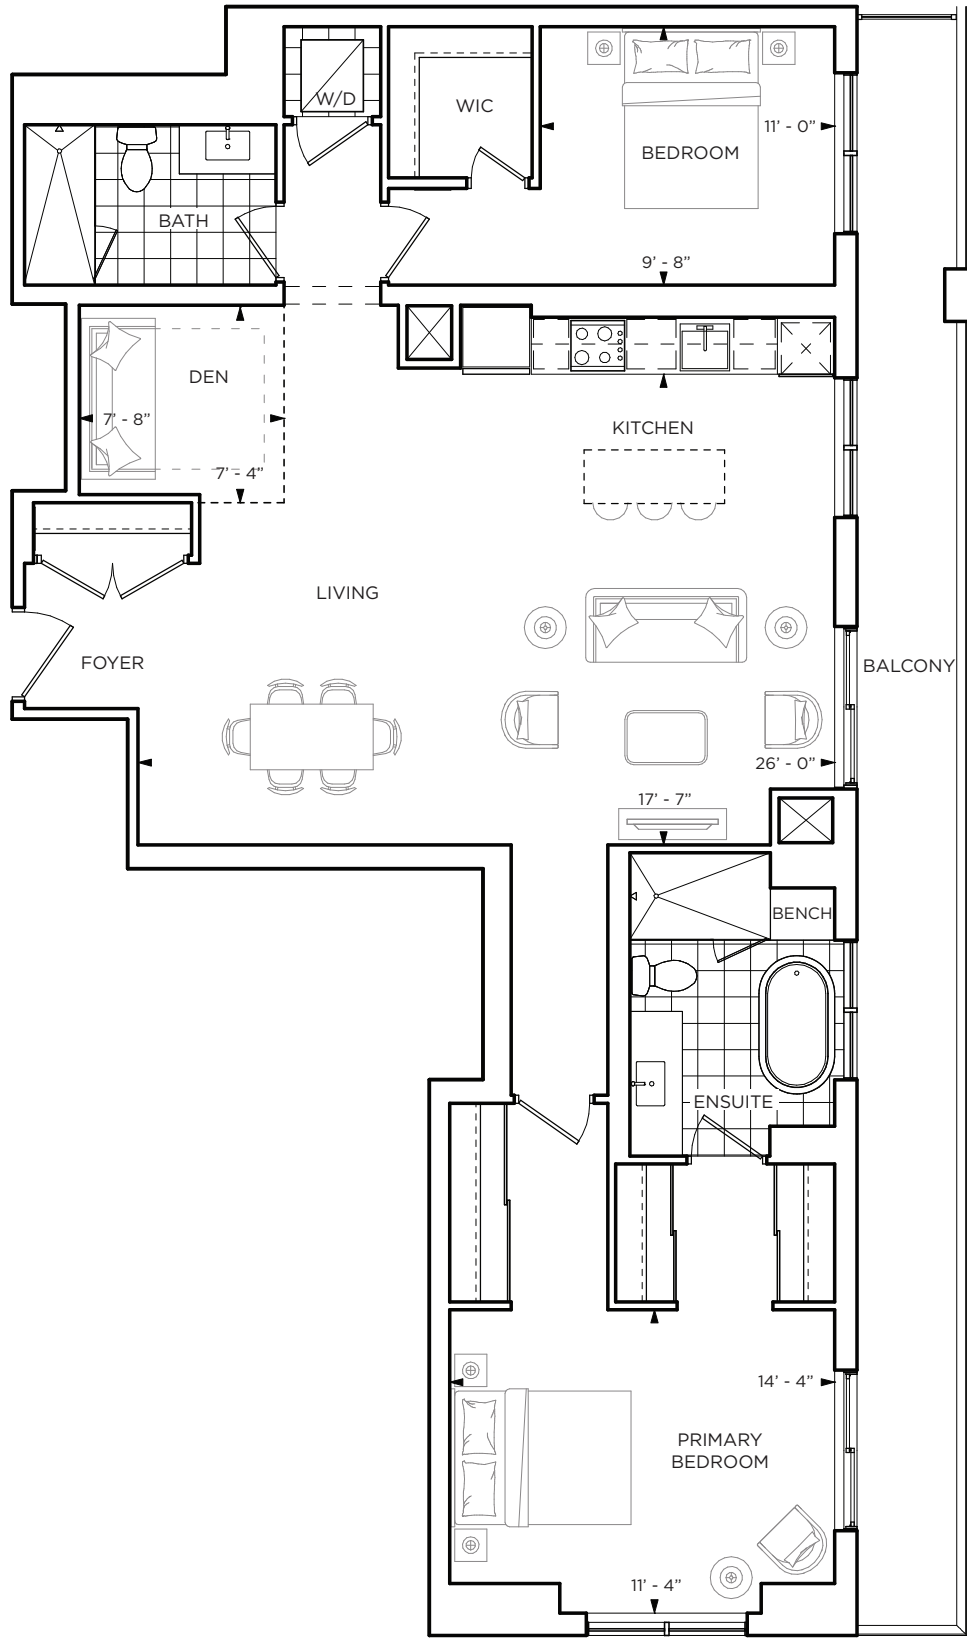 W/D
WIC
11' - 0”
BEDROOM
BATH
9' - 8”
DEN
7' - 8”
KITCHEN
7' - 4”
LIVING
FOYER
BALCONY
26' - 0”
17' - 7”
BENCH
ENSUITE
14' - 4”
PRIMARY
BEDROOM
11' - 4”